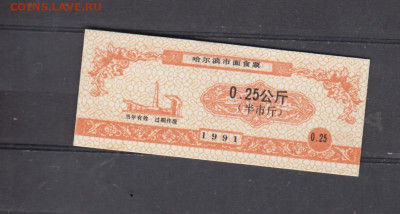 СОИН.LAVE.RU
哈尔滨市面食票
0.25公斤
(半市斤)
当年有效 过期作废
1991
0.25